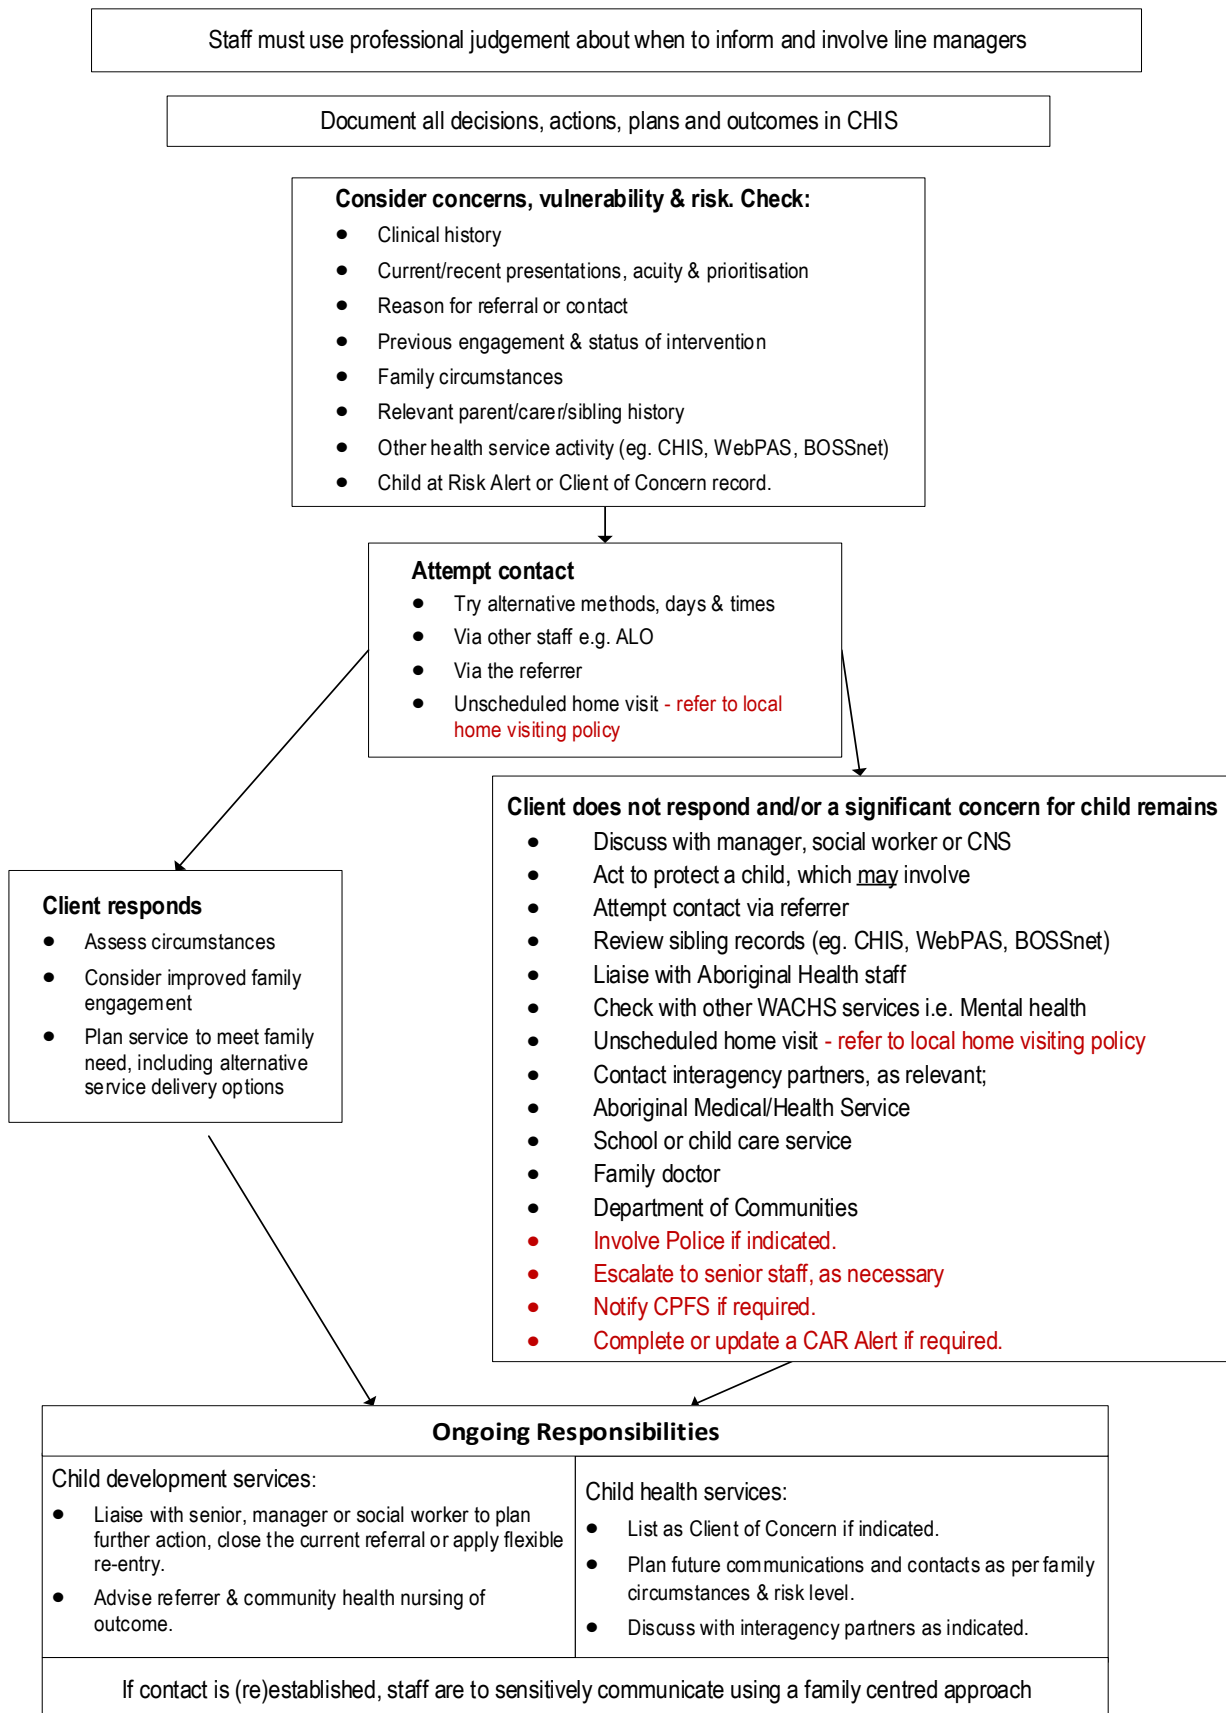 Staff must use professional judgement about when to inform and involve line managers
Document all decisions, actions, plans and outcomes in CHIS
Consider concerns, vulnerability & risk. Check:
● Clinical history
● Current/recent presentations, acuity & prioritisation
● Reason for referral or contact
● Previous engagement & status of intervention
● Family circumstances
● Relevant parent/carer/sibling history
● Other health service activity (eg. CHIS, WebPAS, BOSSnet)
● Child at Risk Alert or Client of Concern record.
Attempt contact
● Try alternative methods, days & times
● Via other staff e.g. ALO
● Via the referrer
● Unscheduled home visit - refer to local
home visiting policy
Client responds
● Assess circumstances
● Consider improved family
engagement
● Plan service to meet family
need, including alternative
service delivery options
Client does not respond and/or a significant concern for child remains
● Discuss with manager, social worker or CNS
● Act to protect a child, which may involve
● Attempt contact via referrer
● Review sibling records (eg. CHIS, WebPAS, BOSSnet)
● Liaise with Aboriginal Health staff
● Check with other WACHS services i.e. Mental health
● Unscheduled home visit - refer to local home visiting policy
● Contact interagency partners, as relevant;
● Aboriginal Medical/Health Service
● School or child care service
● Family doctor
● Department of Communities
● Involve Police if indicated.
● Escalate to senior staff, as necessary
● Notify CPFS if required.
● Complete or update a CAR Alert if required.
Ongoing Responsibilities
Child development services:
● Liaise with senior, manager or social worker to plan
further action, close the current referral or apply flexible
re-entry.
● Advise referrer & community health nursing of
outcome.
Child health services:
● List as Client of Concern if indicated.
● Plan future communications and contacts as per family
circumstances & risk level.
● Discuss with interagency partners as indicated.
If contact is (re)established, staff are to sensitively communicate using a family centred approach